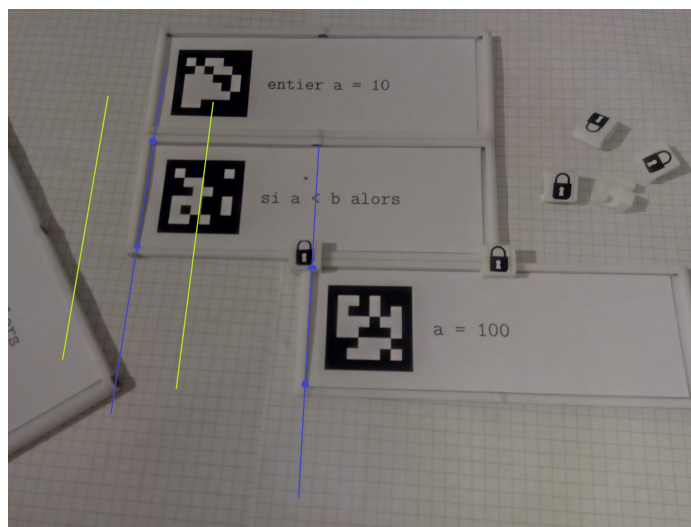 entier a = 10
si a < b alors
a = 100